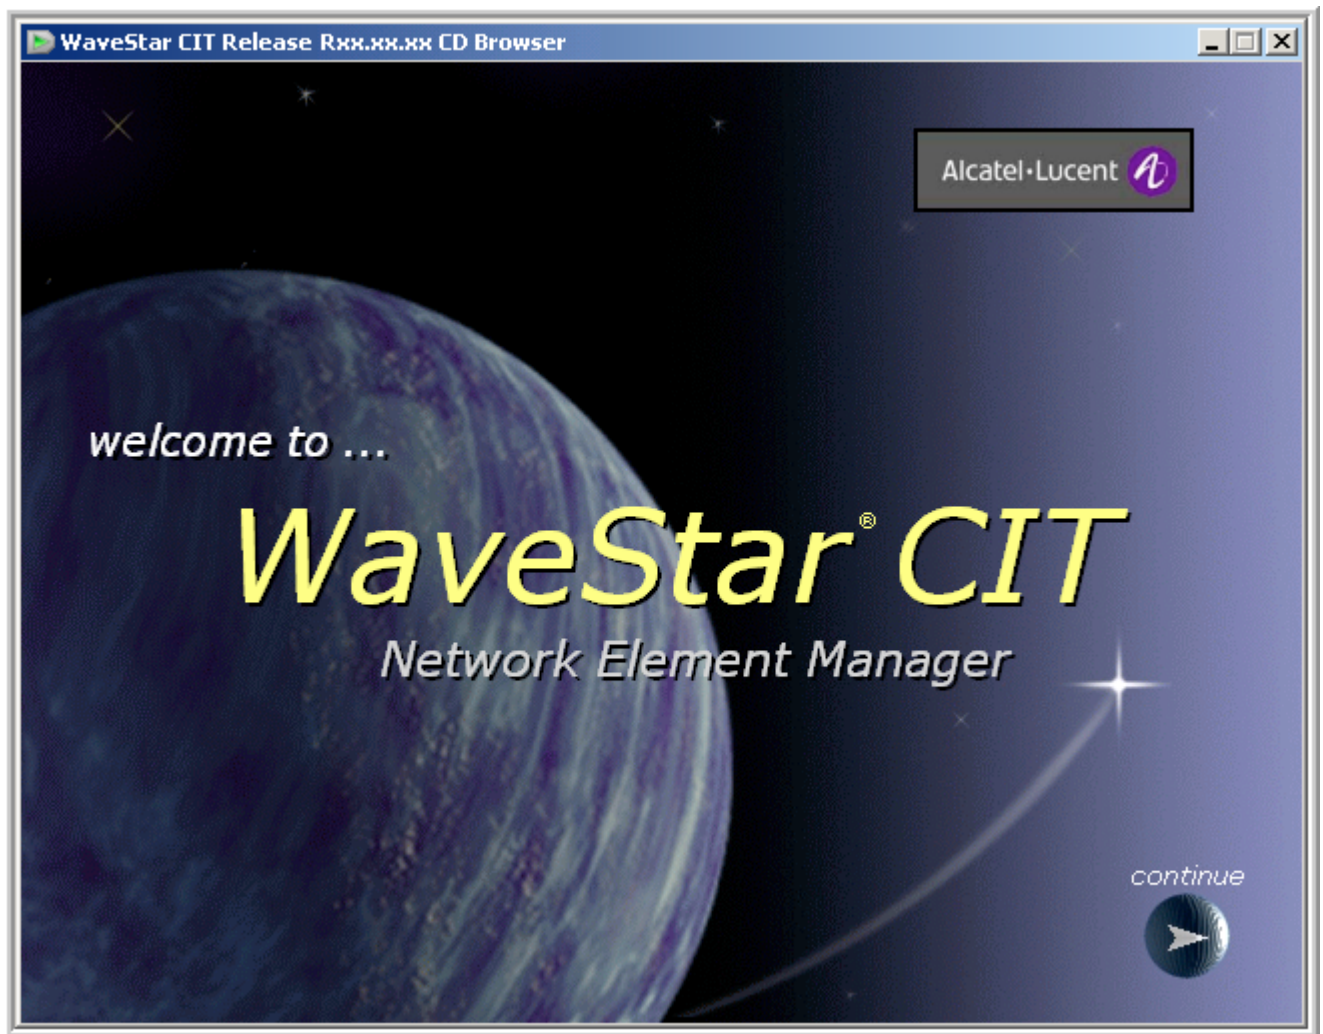 WaveStar CIT Release Rxx.xx.xx CD Browser
Alcatel·Lucent
welcome to ...
WaveStar® CIT
Network Element Manager
continue